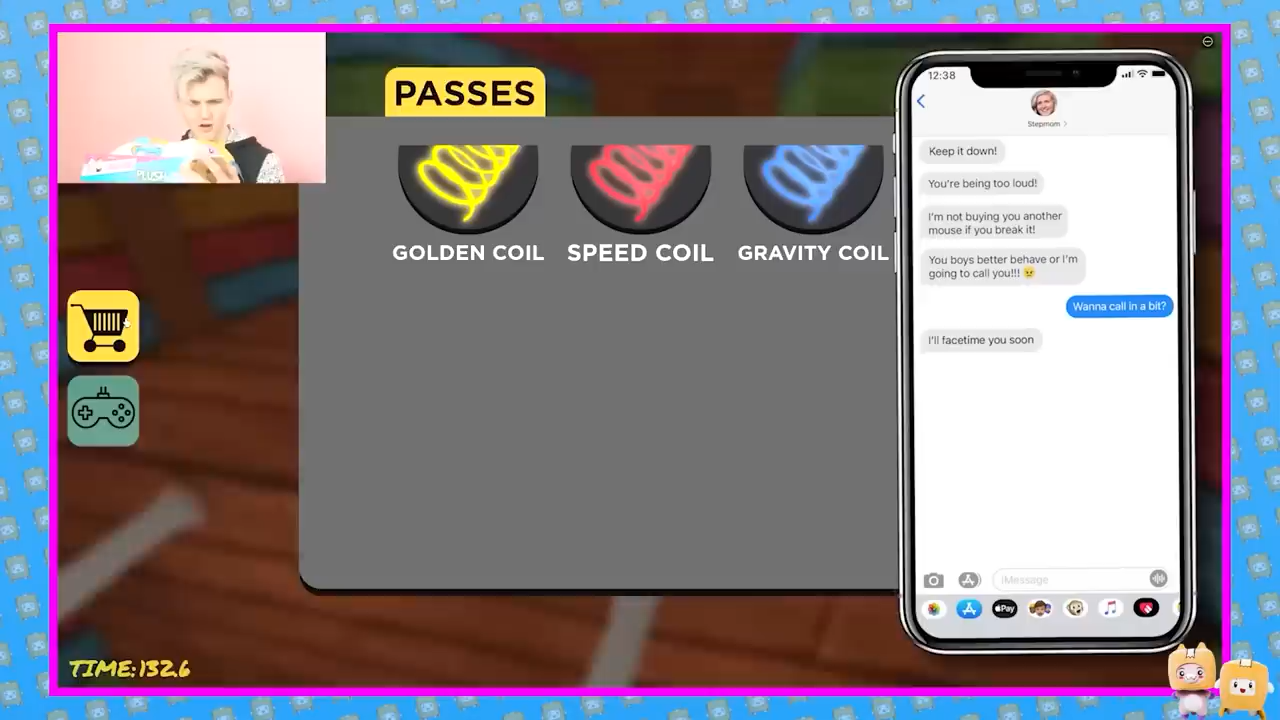 PLUSH
PASSES
GOLDEN COIL
SPEED COIL
GRAVITY COIL
TIME:132.6
12:38
Stepmom
Keep it down!
You're being too loud!
I'm not buying you another
mouse if you break it!
You boys better behave or I'm
going to call you!!! 😠
Wanna call in a bit?
I'll facetime you soon
iMessage
Pay